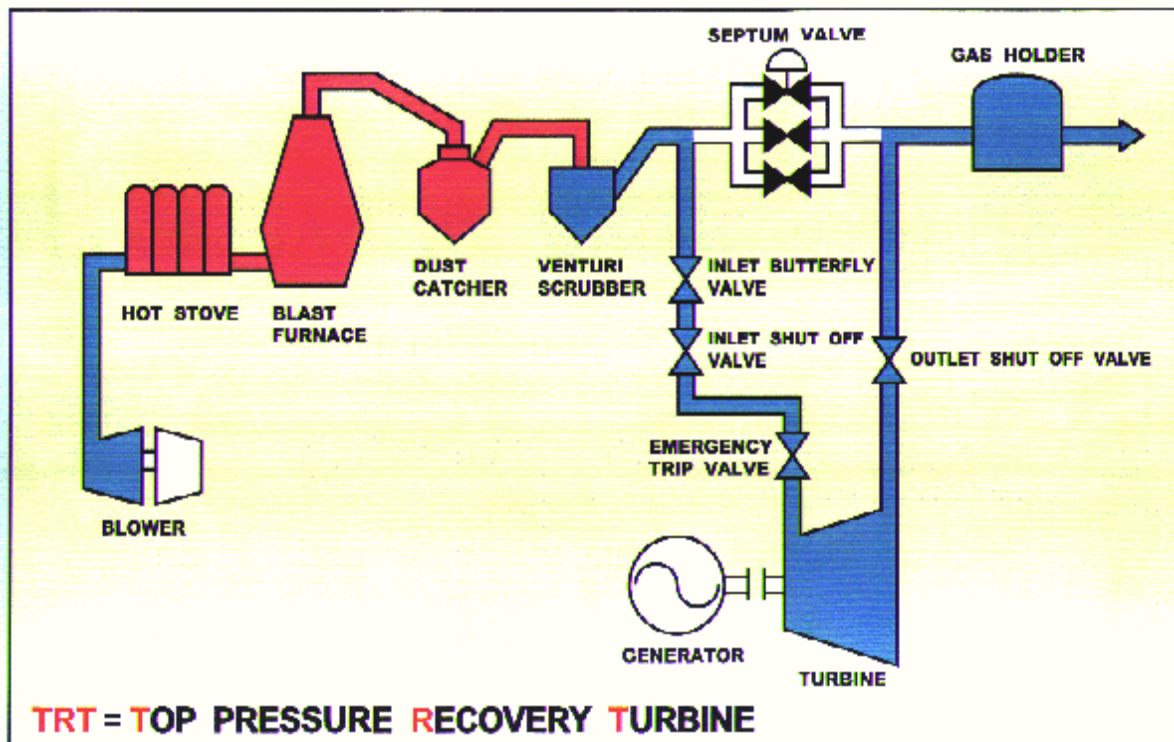 SEPTUM VALVE
GAS HOLDER
HOT STOVE
BLAST
FURNACE
DUST
CATCHER
VENTURI
SCRUBBER
INLET BUTTERFLY
VALVE
INLET SHUT OFF
VALVE
OUTLET SHUT OFF VALVE
EMERGENCY
TRIP VALVE
BLOWER
GENERATOR
TURBINE
TRT = TOP PRESSURE RECOVERY TURBINE